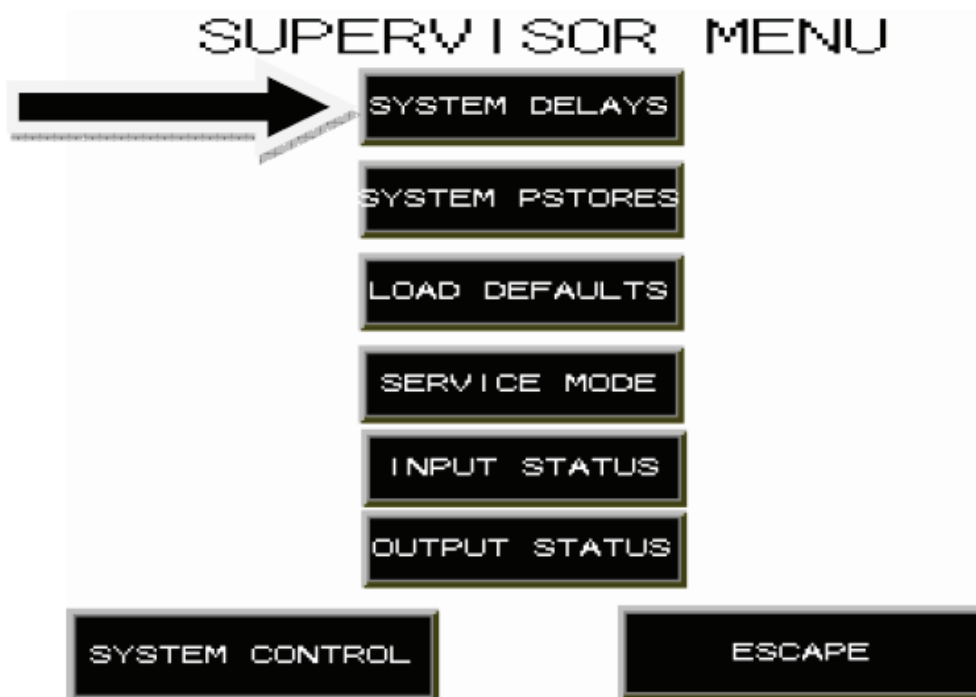 SUPERVISOR MENU
SYSTEM DELAYS
SYSTEM PSTORES
LOAD DEFAULTS
SERVICE MODE
INPUT STATUS
OUTPUT STATUS
SYSTEM CONTROL
ESCAPE